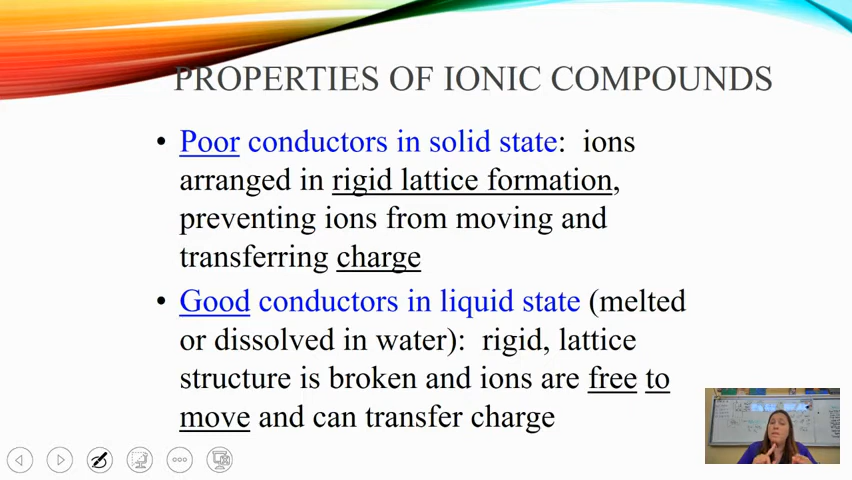 PROPERTIES OF IONIC COMPOUNDS
• Poor conductors in solid state: ions
arranged in rigid lattice formation,
preventing ions from moving and
transferring charge
• Good conductors in liquid state (melted
or dissolved in water): rigid, lattice
structure is broken and ions are free to
move and can transfer charge